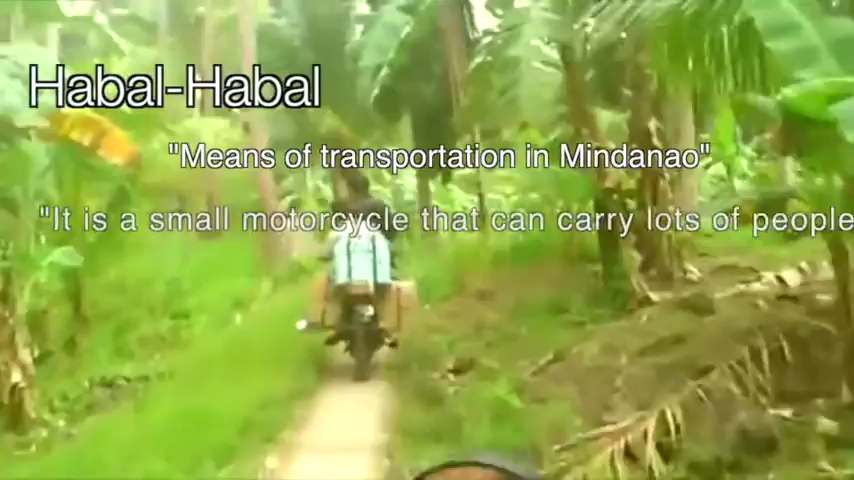 Habal-Habal
"Means of transportation in Mindanao"
"It is a small motorcycle that can carry lots of people